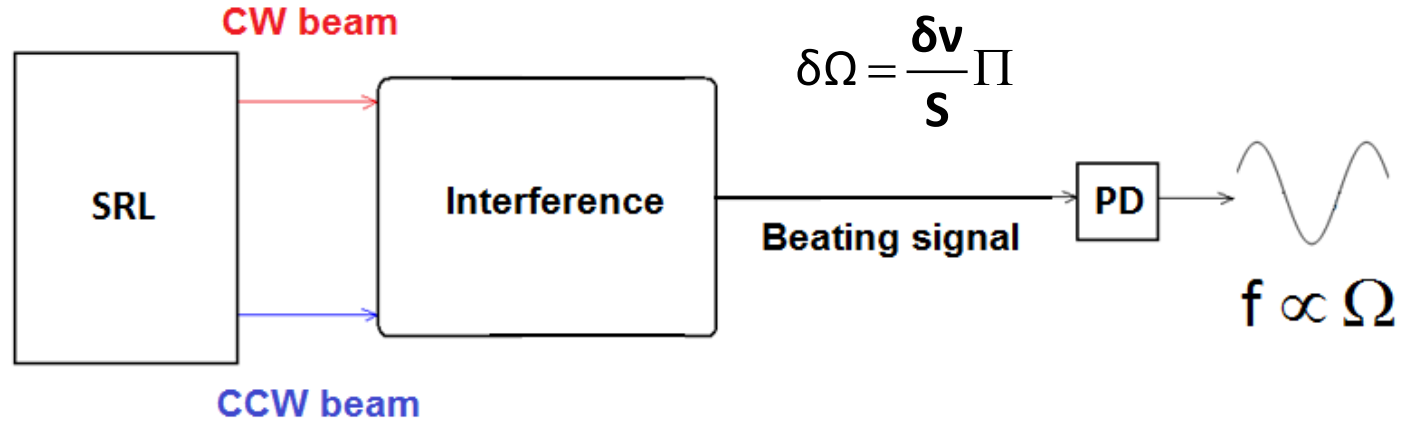 CW beam
δΩ = δν/S Π
SRL
Interference
PD
Beating signal
f ∝ Ω
CCW beam